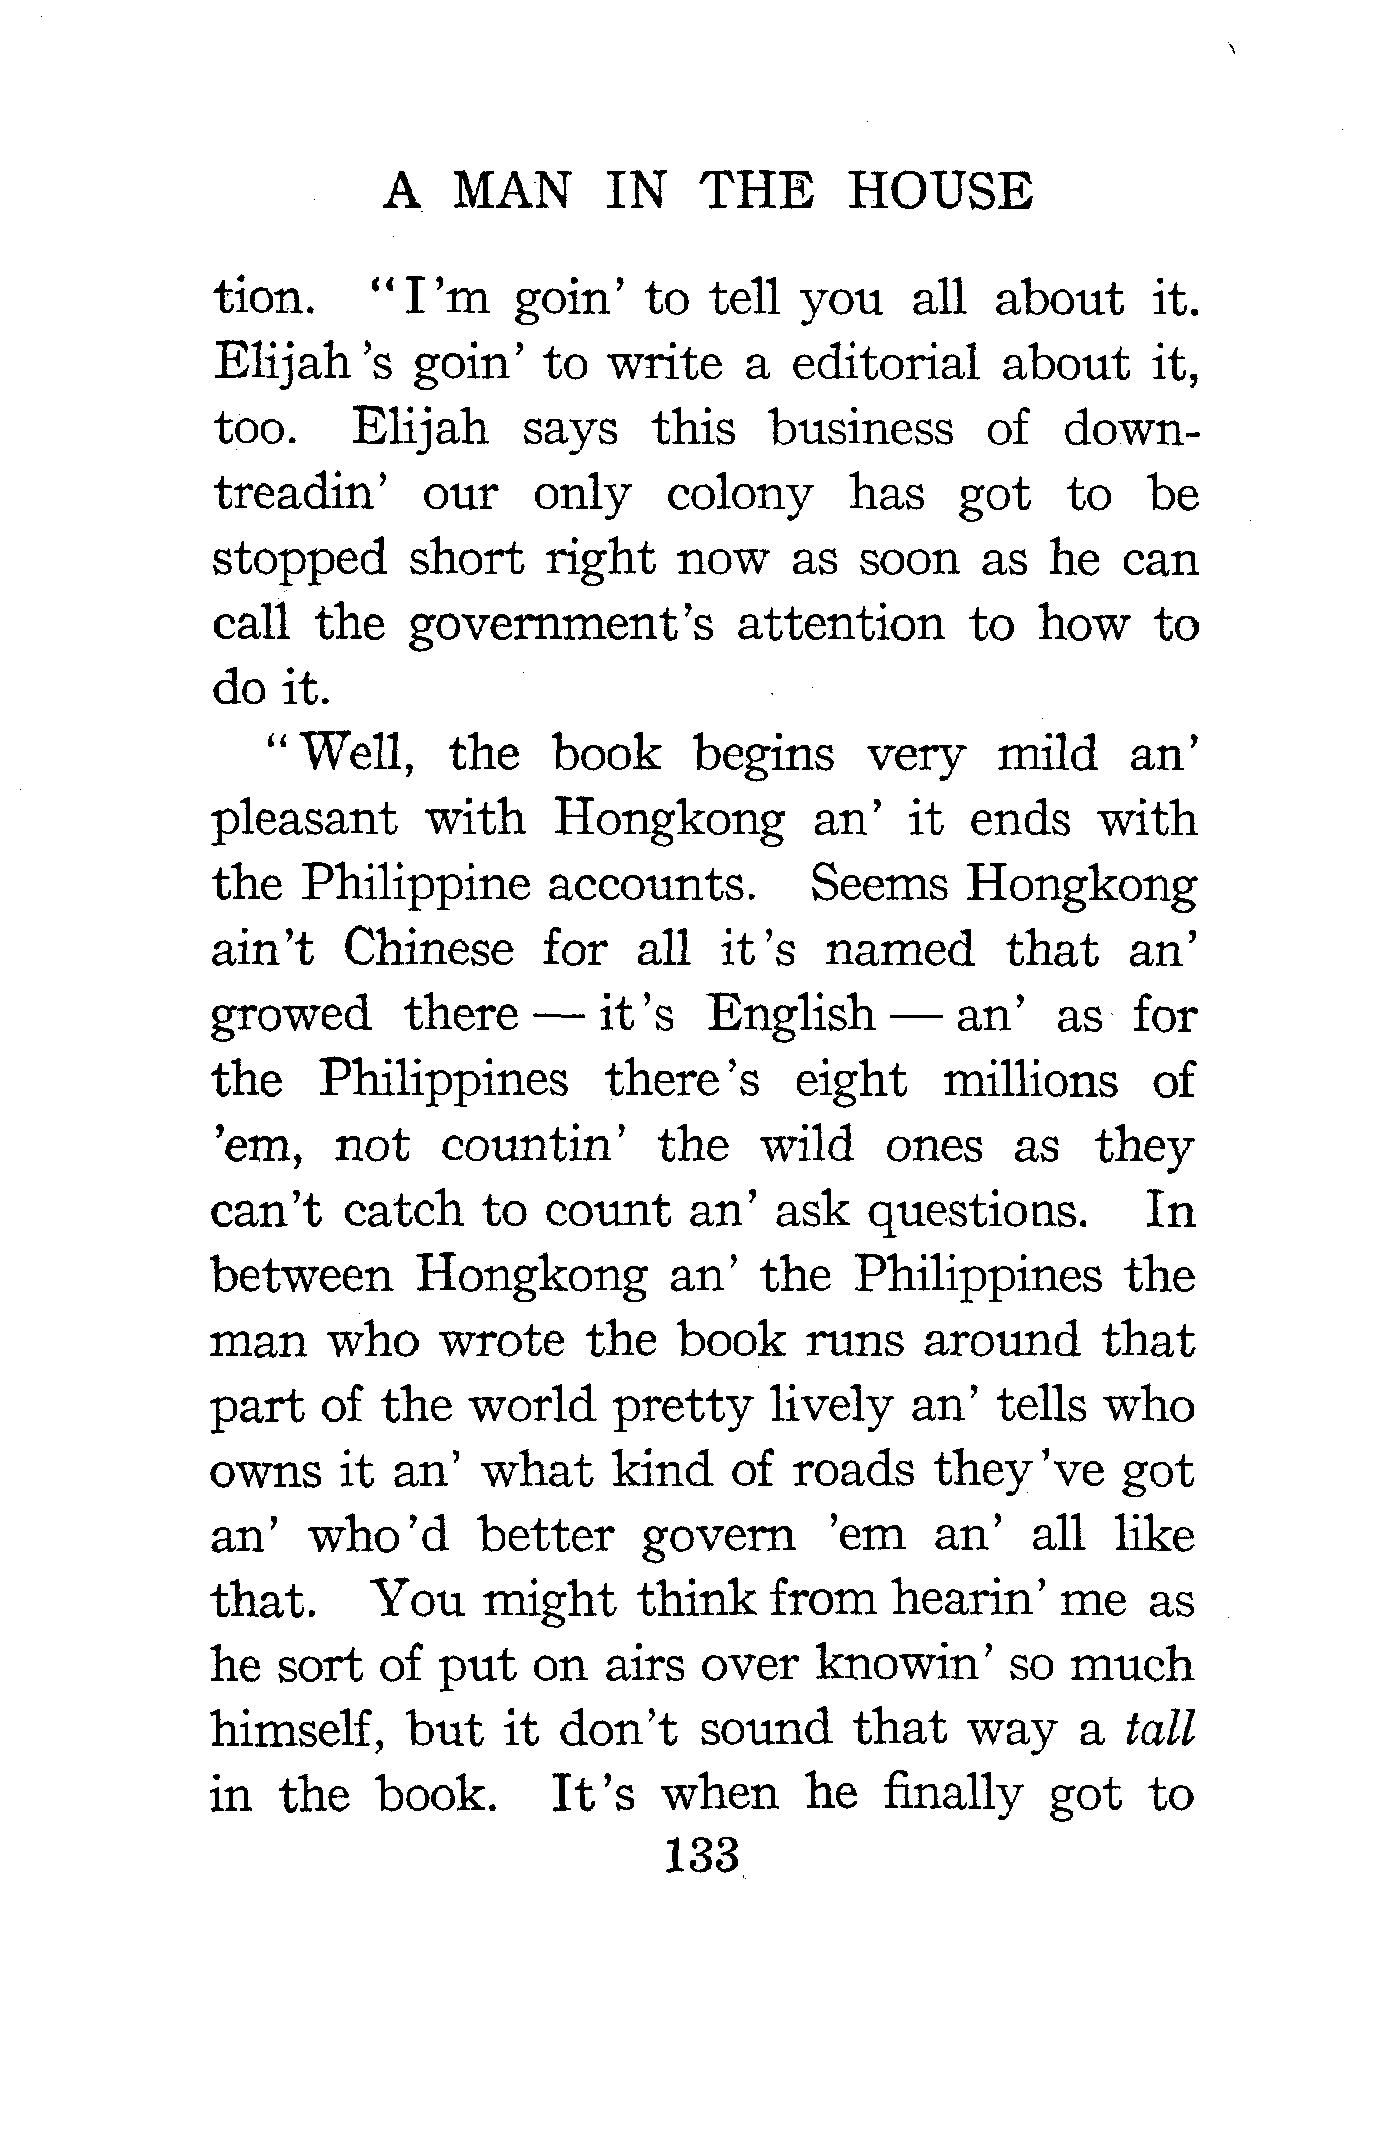 A MAN IN THE HOUSE
tion. "I'm goin' to tell you all about it.
Elijah's goin' to write a editorial about it,
too. Elijah says this business of down-
treadin' our only colony has got to be
stopped short right now as soon as he can
call the government's attention to how to
do it.
"Well, the book begins very mild an'
pleasant with Hongkong an' it ends with
the Philippine accounts. Seems Hongkong
ain't Chinese for all it's named that an'
growed there — it's English — an' as for
the Philippines there's eight millions of
'em, not countin' the wild ones as they
can't catch to count an' ask questions. In
between Hongkong an' the Philippines the
man who wrote the book runs around that
part of the world pretty lively an' tells who
owns it an' what kind of roads they've got
an' who'd better govern 'em an' all like
that. You might think from hearin' me as
he sort of put on airs over knowin' so much
himself, but it don't sound that way a tall
in the book. It's when he finally got to
133